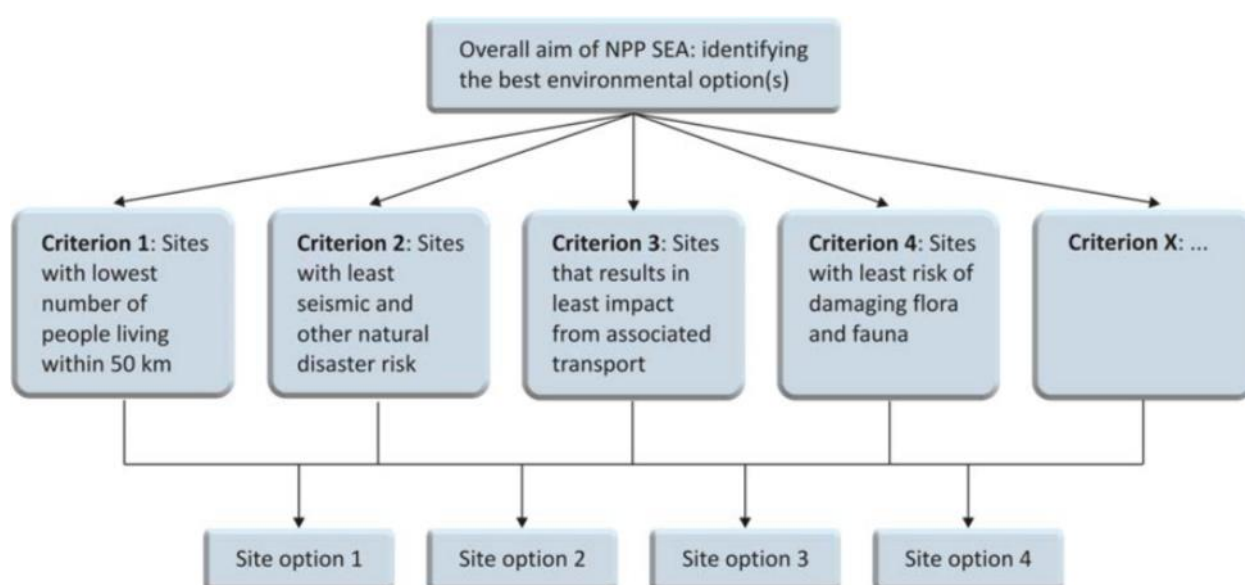 Overall aim of NPP SEA: identifying
the best environmental option(s)
Criterion 1: Sites
with lowest
number of
people living
within 50 km
Criterion 2: Sites
with least
seismic and
other natural
disaster risk
Criterion 3: Sites
that results in
least impact
from associated
transport
Criterion 4: Sites
with least risk of
damaging flora
and fauna
Criterion X: ...
Site option 1
Site option 2
Site option 3
Site option 4